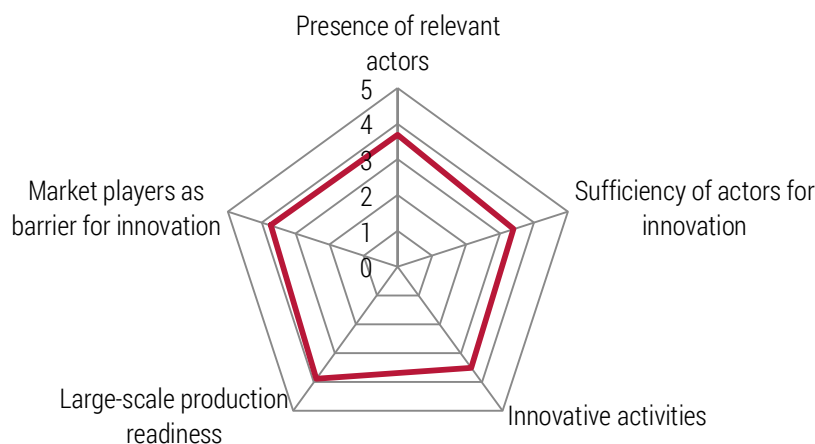 Presence of relevant
actors
5
4
3
2
1
0
Sufficiency of actors for
innovation
Innovative activities
Large-scale production
readiness
Market players as
barrier for innovation